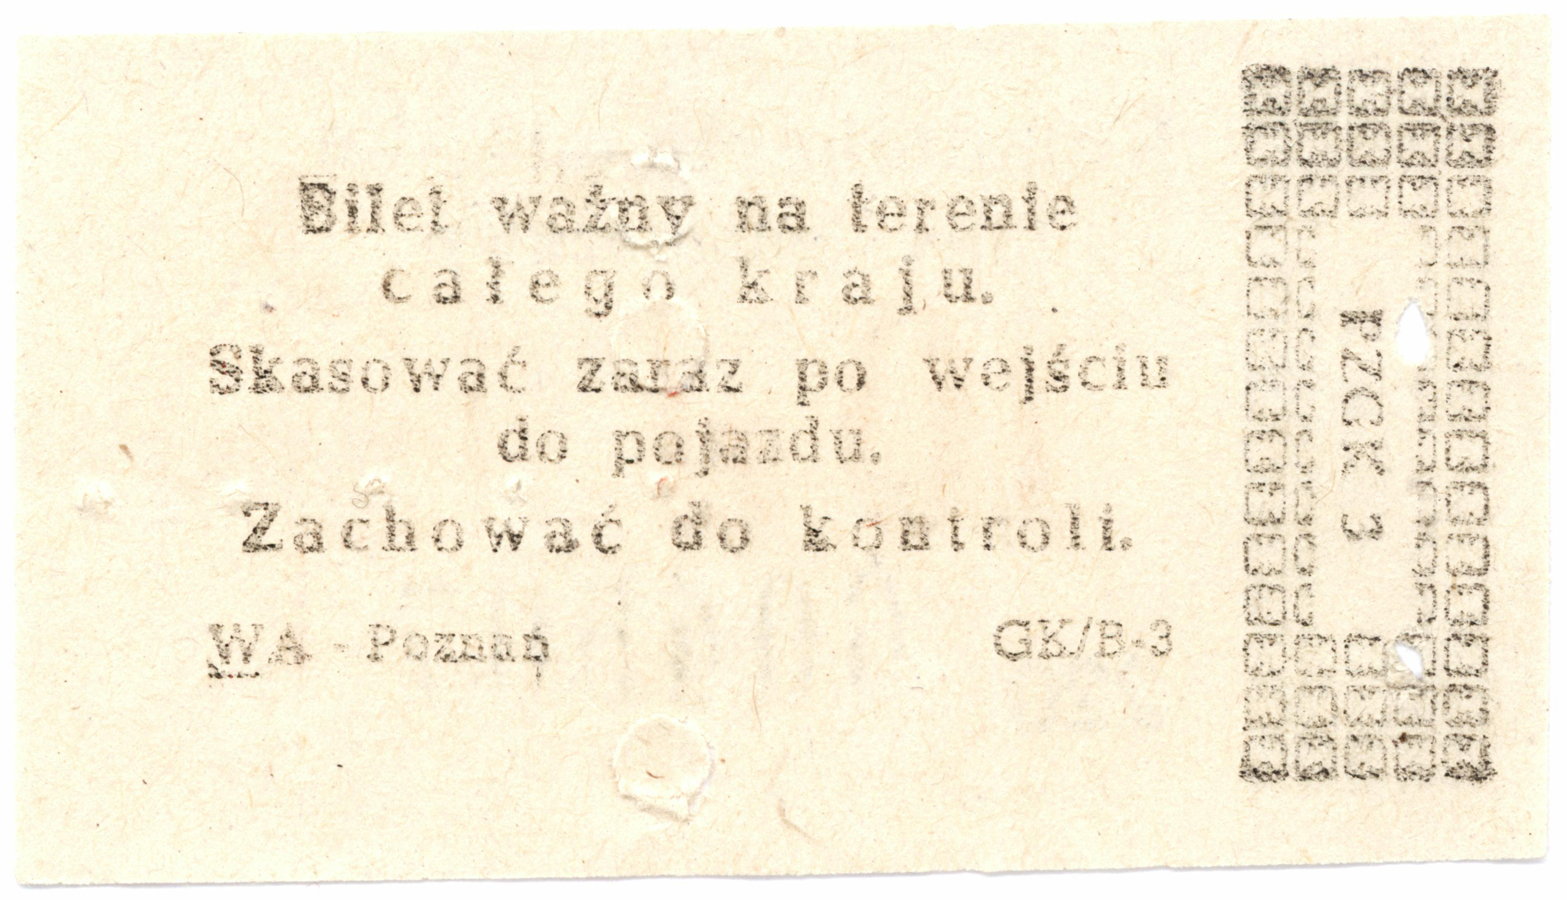 Bilet ważny na terenie
całego kraju.
Skasować zaraz po wejściu
do pojazdu.
Zachować do kontroli.
WA - Poznań
GK/B-3
PZGK 3